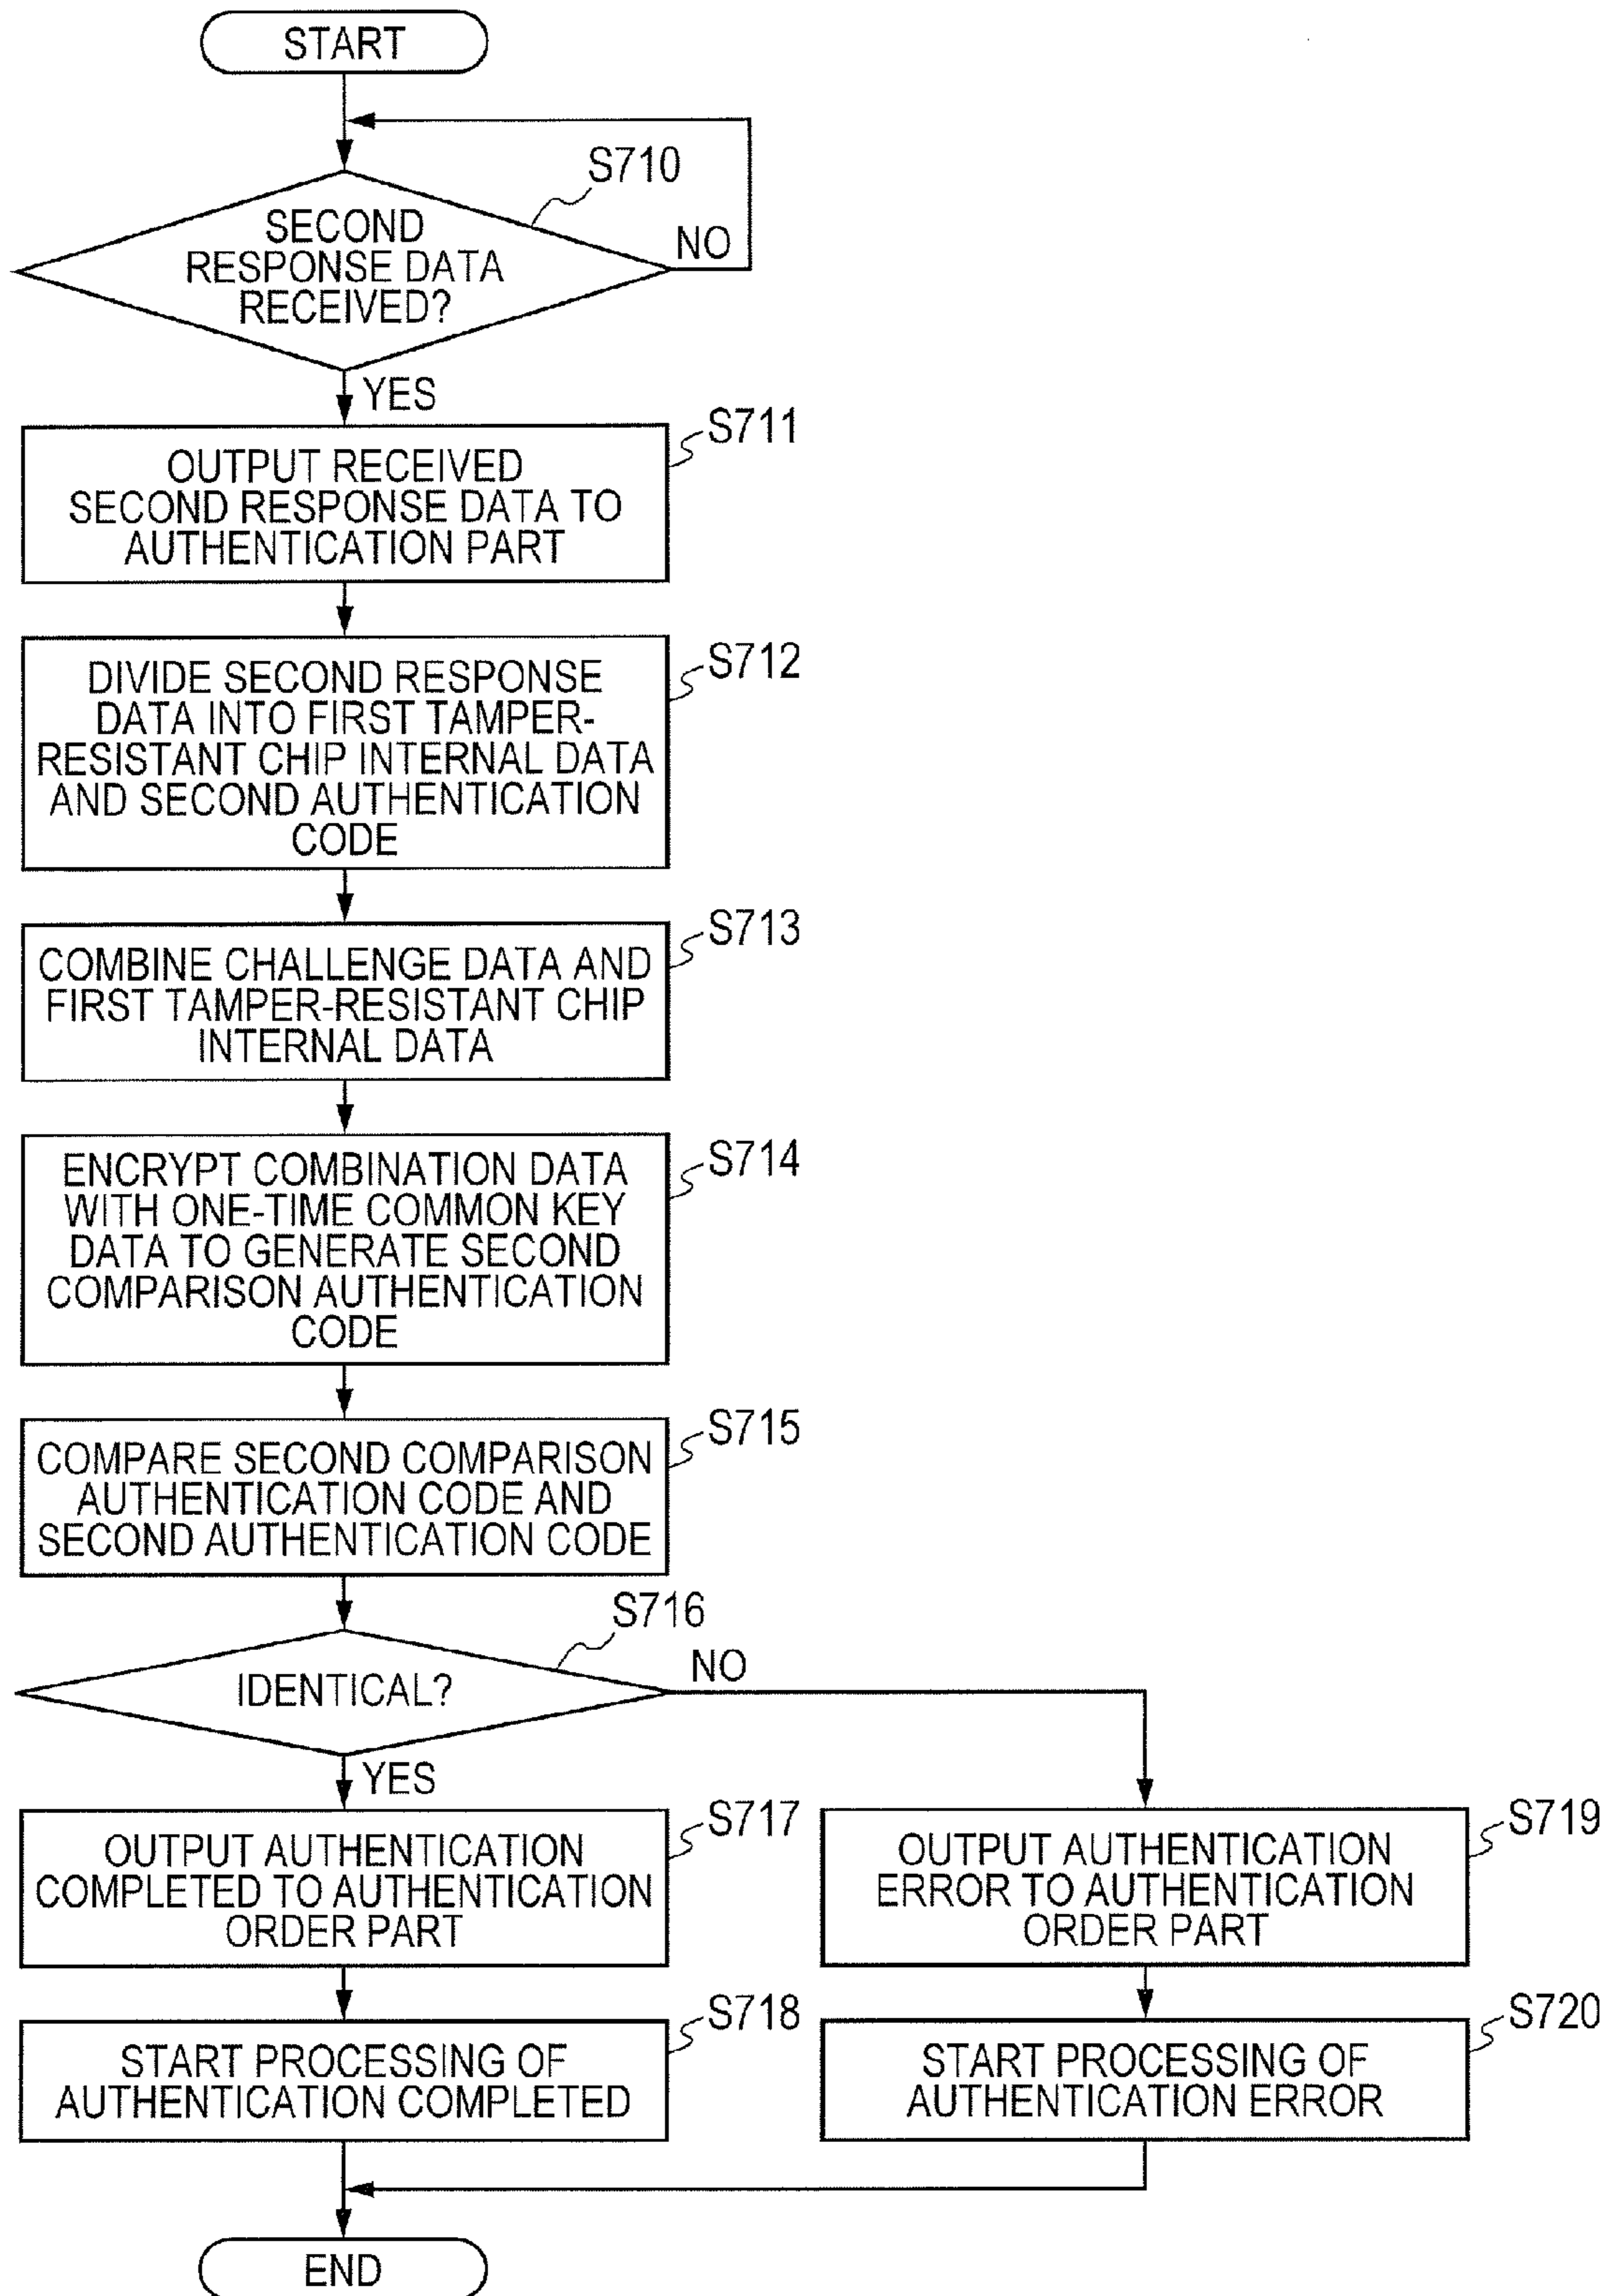 START
S710
SECOND
RESPONSE DATA
RECEIVED?
NO
YES
S711
OUTPUT RECEIVED
SECOND RESPONSE DATA TO
AUTHENTICATION PART
S712
DIVIDE SECOND RESPONSE
DATA INTO FIRST TAMPER-
RESISTANT CHIP INTERNAL DATA
AND SECOND AUTHENTICATION
CODE
S713
COMBINE CHALLENGE DATA AND
FIRST TAMPER-RESISTANT CHIP
INTERNAL DATA
S714
ENCRYPT COMBINATION DATA
WITH ONE-TIME COMMON KEY
DATA TO GENERATE SECOND
COMPARISON AUTHENTICATION
CODE
S715
COMPARE SECOND COMPARISON
AUTHENTICATION CODE AND
SECOND AUTHENTICATION CODE
S716
IDENTICAL?
NO
YES
S717
OUTPUT AUTHENTICATION
COMPLETED TO AUTHENTICATION
ORDER PART
S719
OUTPUT AUTHENTICATION
ERROR TO AUTHENTICATION
ORDER PART
S718
START PROCESSING OF
AUTHENTICATION COMPLETED
S720
START PROCESSING OF
AUTHENTICATION ERROR
END